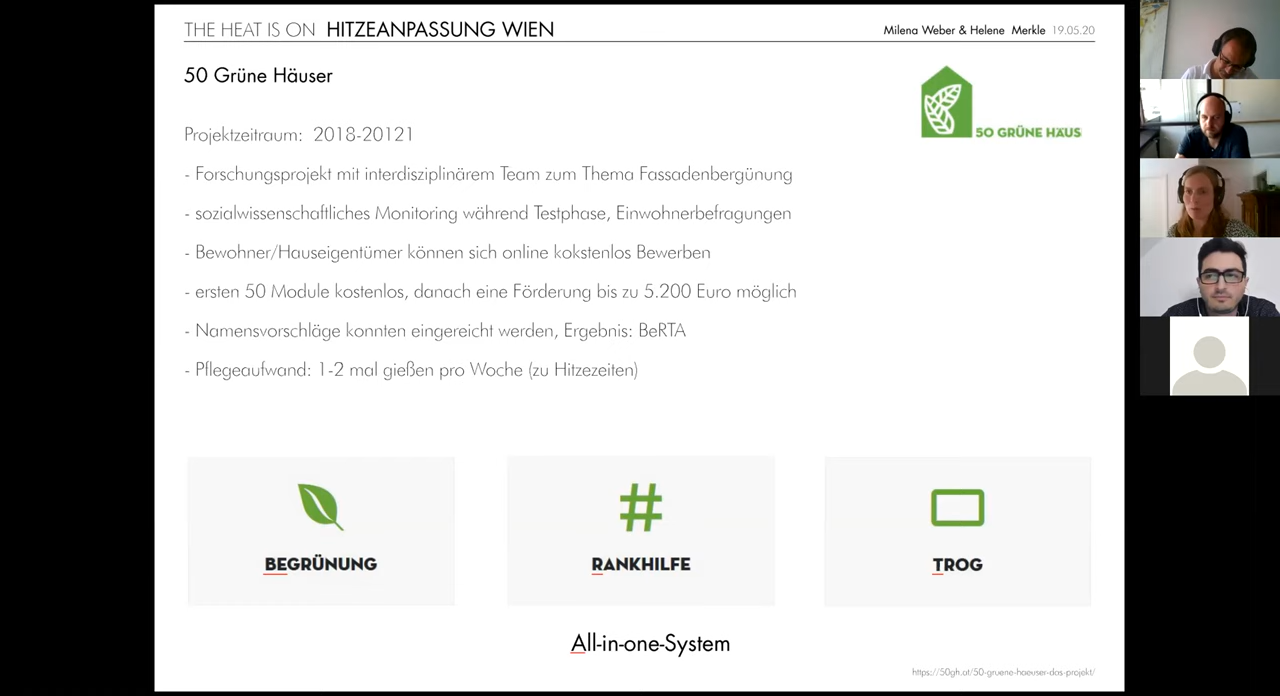 THE HEAT IS ON HITZEANPASSUNG WIEN
Milena Weber & Helene Merkle 19.05.20
50 Grüne Häuser
50 GRÜNE HÄUS
Projektzeitraum: 2018-20121
- Forschungsprojekt mit interdisziplinärem Team zum Thema Fassadenbergünung
- sozialwissenschaftliches Monitoring während Testphase, Einwohnerbefragungen
- Bewohner/Hauseigentümer können sich online kokstenlos Bewerben
- ersten 50 Module kostenlos, danach eine Förderung bis zu 5.200 Euro möglich
- Namensvorschläge konnten eingereicht werden, Ergebnis: BeRTA
- Pflegeaufwand: 1-2 mal gießen pro Woche (zu Hitzezeiten)
BEGRÜNUNG
RANKHILFE
TROG
All-in-one-System
https://50gh.at/50-gruene-haeuser-das-projekt/